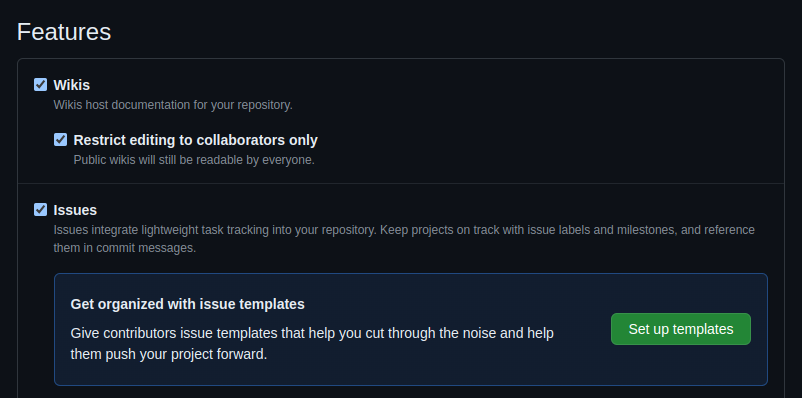 Features
Wikis
Wikis host documentation for your repository.
Restrict editing to collaborators only
Public wikis will still be readable by everyone.
Issues
Issues integrate lightweight task tracking into your repository. Keep projects on track with issue labels and milestones, and reference
them in commit messages.
Get organized with issue templates
Give contributors issue templates that help you cut through the noise and help
them push your project forward.
Set up templates